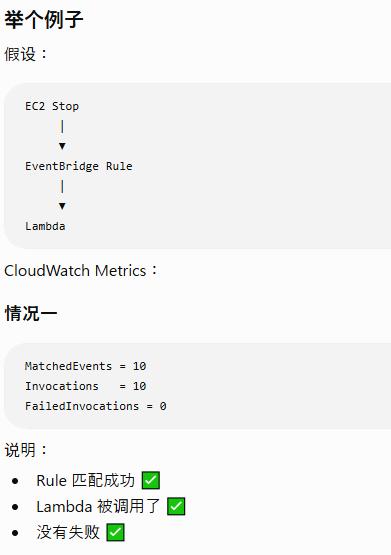 举个例子
假设：
EC2 Stop
|
▼
EventBridge Rule
|
▼
Lambda
CloudWatch Metrics：
情况一
MatchedEvents = 10
Invocations   = 10
FailedInvocations = 0
说明：
• Rule 匹配成功 ✅
• Lambda 被调用了 ✅
• 没有失败 ✅